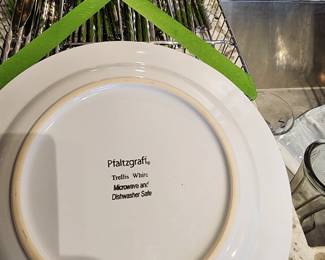 Pfaltzgraff
Trellis White
Microwave and
Dishwasher Safe